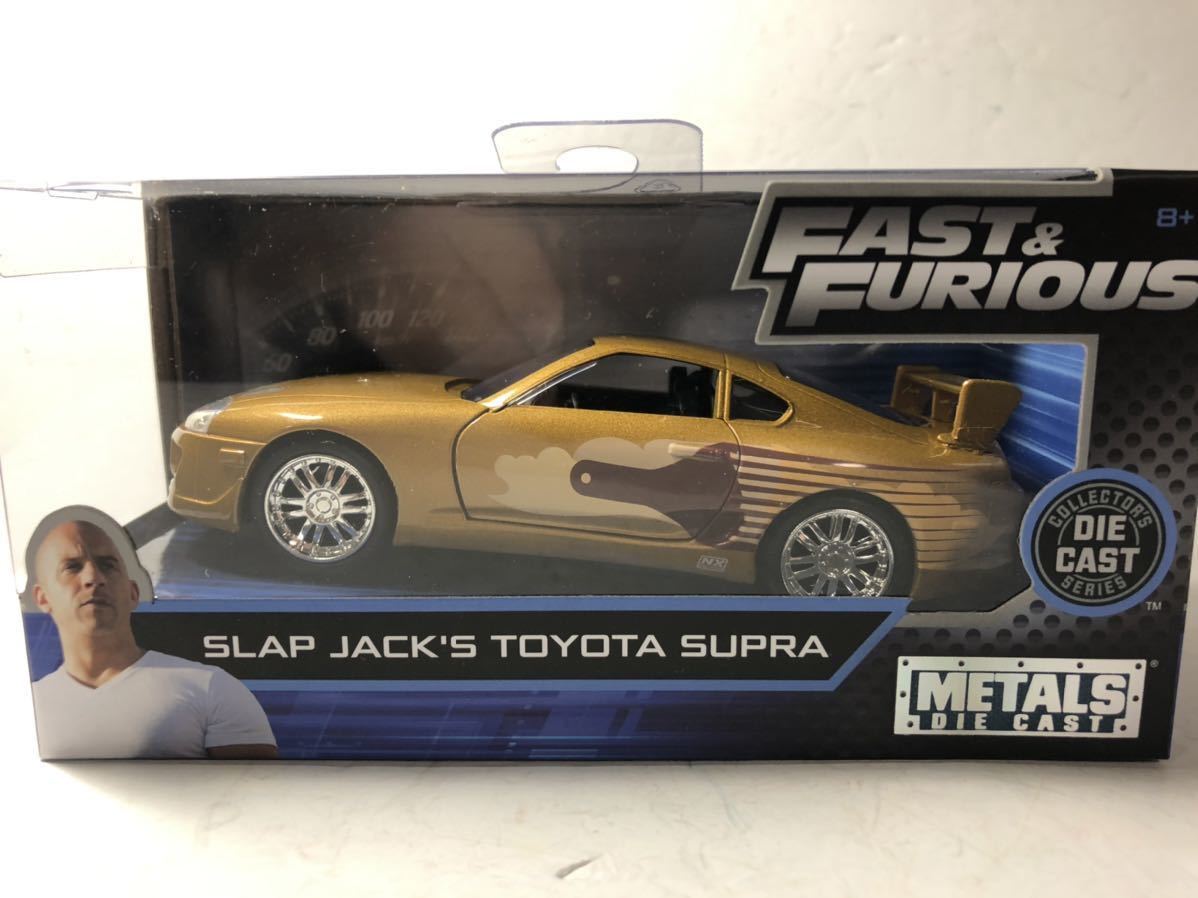 FAST &
FURIOUS
8+
60 80 100 120
NX
COLLECTOR'S
DIE
CAST
SERIES
TM
SLAP JACK'S TOYOTA SUPRA
METALS
DIE CAST
®